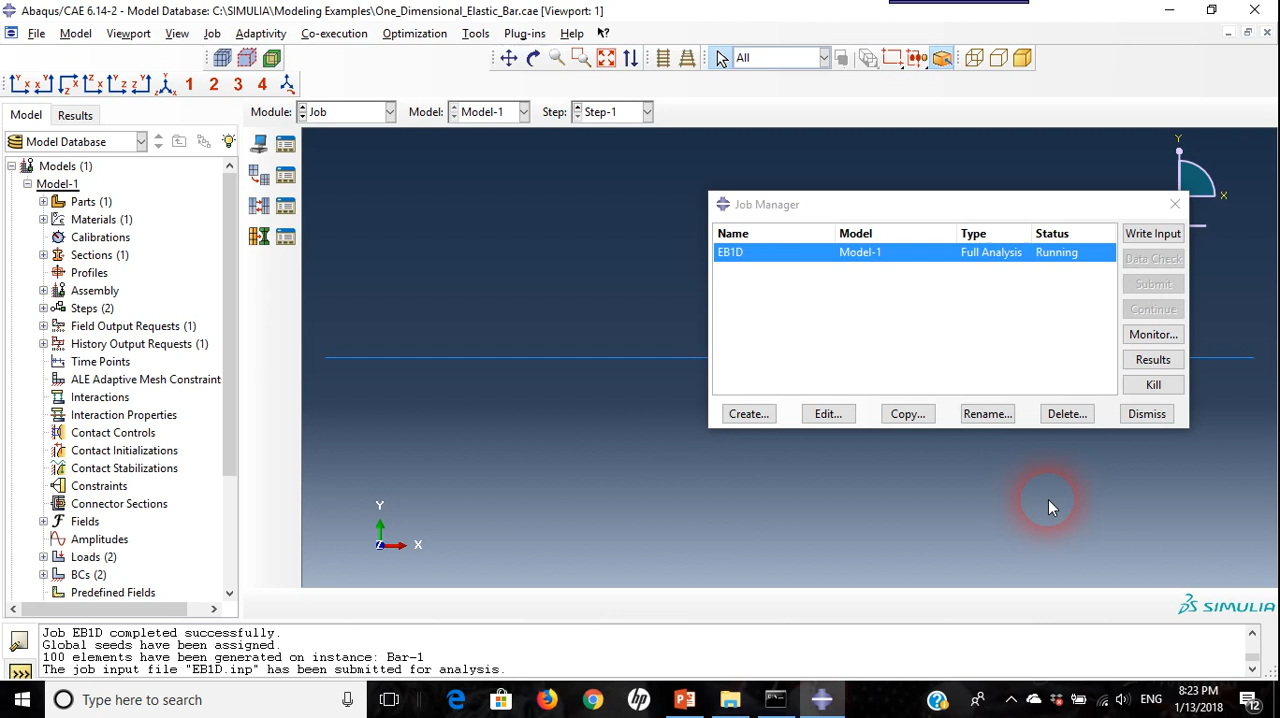 Abaqus/CAE 6.14-2 - Model Database: C:\SIMULIA\Modeling Examples\One_Dimensional_Elastic_Bar.cae [Viewport: 1]
File Model Viewport View Job Adaptivity Co-execution Optimization Tools Plug-ins Help
All
1 2 3 4
Model Results
Module: Job Model: Model-1 Step: Step-1
Model Database
Models (1)
Model-1
Parts (1)
Materials (1)
Calibrations
Sections (1)
Profiles
Assembly
Steps (2)
Field Output Requests (1)
History Output Requests (1)
Time Points
ALE Adaptive Mesh Constraint
Interactions
Interaction Properties
Contact Controls
Contact Initializations
Contact Stabilizations
Constraints
Connector Sections
Fields
Amplitudes
Loads (2)
BCs (2)
Predefined Fields
Y
X
Job Manager
Name Model Type Status
EB1D Model-1 Full Analysis Running
Write Input
Data Check
Submit
Continue
Monitor...
Results
Kill
Create... Edit... Copy... Rename... Delete... Dismiss
Y
Z X
SIMULIA
Job EB1D completed successfully.
Global seeds have been assigned.
100 elements have been generated on instance: Bar-1
The job input file "EB1D.inp" has been submitted for analysis.
>>>
Type here to search
ENG
8:23 PM
1/13/2018
12